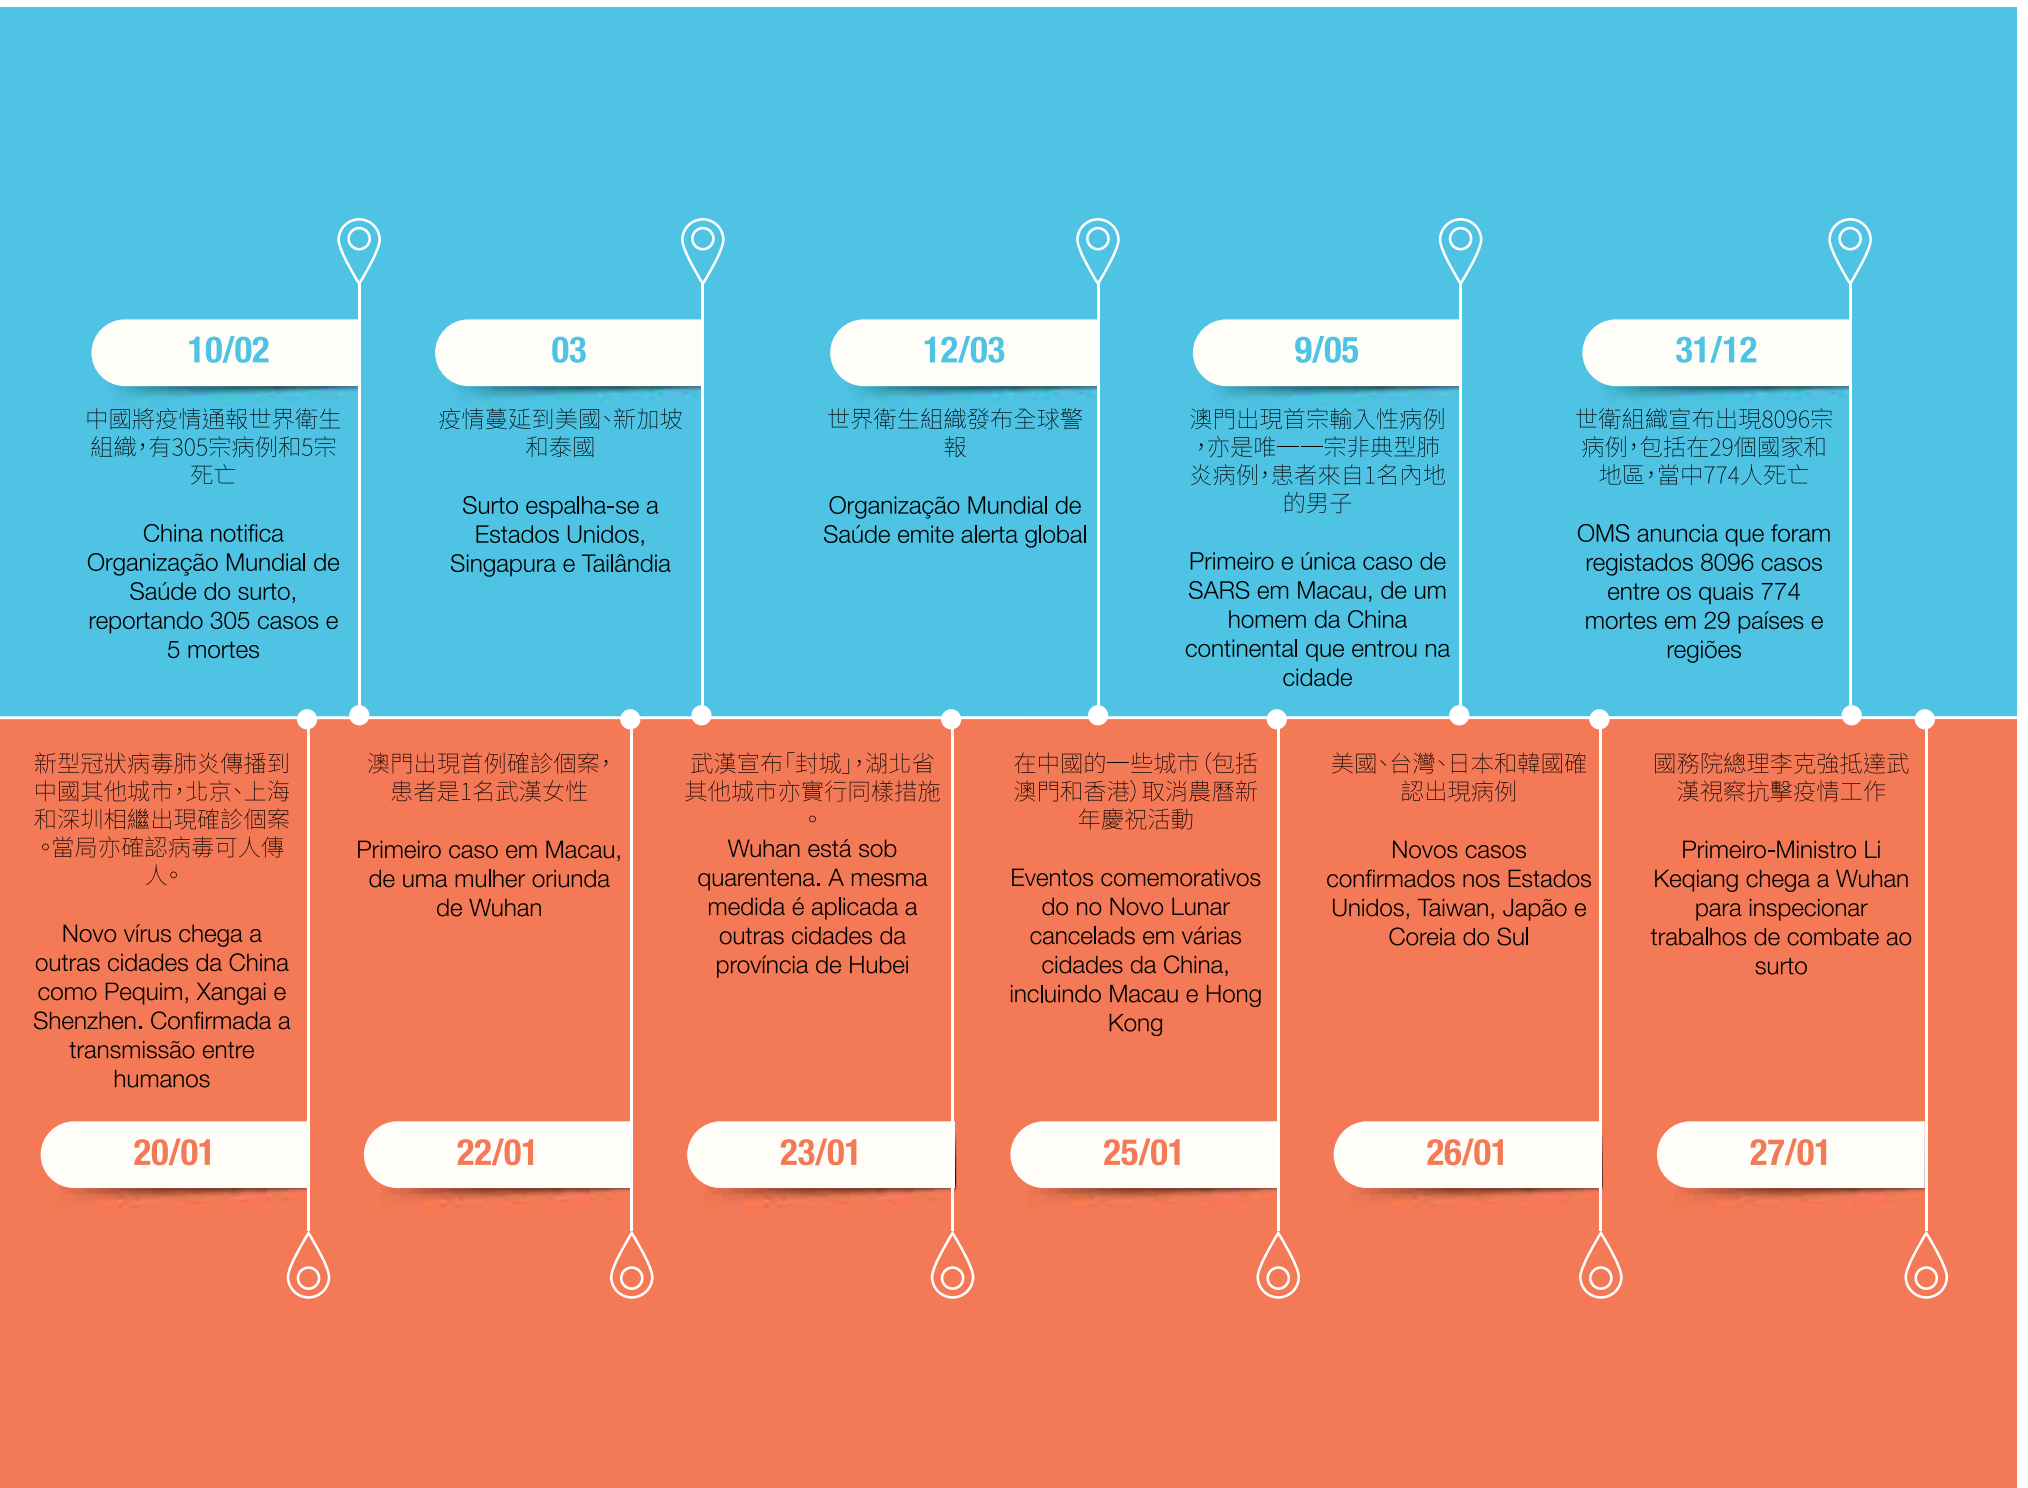 10/02
中國將疫情通報世界衛生
組織，有305宗病例和5宗
死亡
China notifica
Organização Mundial de
Saúde do surto,
reportando 305 casos e
5 mortes
03
疫情蔓延到美國、新加坡
和泰國
Surto espalha-se a
Estados Unidos,
Singapura e Tailândia
12/03
世界衛生組織發布全球警
報
Organização Mundial de
Saúde emite alerta global
9/05
澳門出現首宗輸入性病例
，亦是唯一一宗非典型肺
炎病例，患者來自1名內地
的男子
Primeiro e única caso de
SARS em Macau, de um
homem da China
continental que entrou na
cidade
31/12
世衛組織宣布出現8096宗
病例，包括在29個國家和
地區，當中774人死亡
OMS anuncia que foram
registados 8096 casos
entre os quais 774
mortes em 29 países e
regiões
新型冠狀病毒肺炎傳播到
中國其他城市，北京、上海
和深圳相繼出現確診個案
。當局亦確認病毒可人傳
人。
Novo vírus chega a
outras cidades da China
como Pequim, Xangai e
Shenzhen. Confirmada a
transmissão entre
humanos
20/01
澳門出現首例確診個案，
患者是1名武漢女性
Primeiro caso em Macau,
de uma mulher oriunda
de Wuhan
22/01
武漢宣布「封城」，湖北省
其他城市亦實行同樣措施
。
Wuhan está sob
quarentena. A mesma
medida é aplicada a
outras cidades da
província de Hubei
23/01
在中國的一些城市（包括
澳門和香港）取消農曆新
年慶祝活動
Eventos comemorativos
do no Novo Lunar
cancelads em várias
cidades da China,
incluindo Macau e Hong
Kong
25/01
美國、台灣、日本和韓國確
認出現病例
Novos casos
confirmados nos Estados
Unidos, Taiwan, Japão e
Coreia do Sul
26/01
國務院總理李克強抵達武
漢視察抗擊疫情工作
Primeiro-Ministro Li
Keqiang chega a Wuhan
para inspecionar
trabalhos de combate ao
surto
27/01